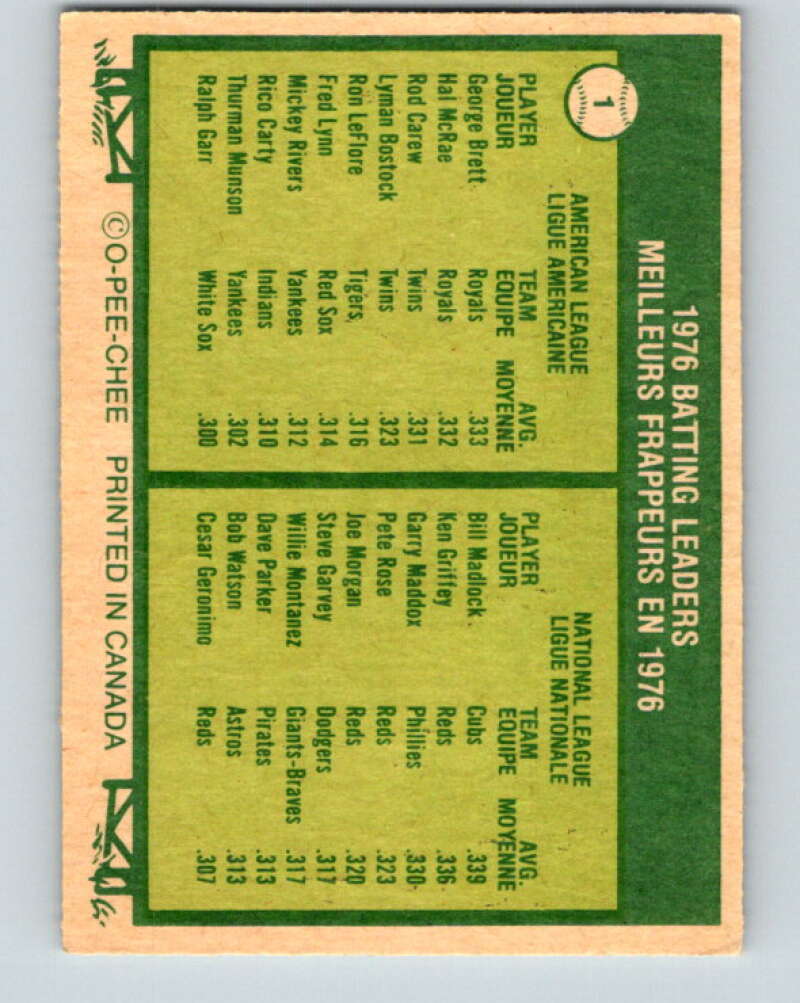 1
1976 BATTING LEADERS
MEILLEURS FRAPPEURS EN 1976
AMERICAN LEAGUE
LIGUE AMERICAINE
PLAYER TEAM AVG.
JOUEUR EQUIPE MOYENNE
George Brett Royals .333
Hal McRae Royals .332
Rod Carew Twins .331
Lyman Bostock Twins .323
Ron LeFlore Tigers .316
Fred Lynn Red Sox .314
Mickey Rivers Yankees .312
Rico Carty Indians .310
Thurman Munson Yankees .302
Ralph Garr White Sox .300
NATIONAL LEAGUE
LIGUE NATIONALE
PLAYER TEAM AVG.
JOUEUR EQUIPE MOYENNE
Bill Madlock Cubs .339
Ken Griffey Reds .336
Garry Maddox Phillies .330
Pete Rose Reds .323
Joe Morgan Reds .320
Steve Garvey Dodgers .317
Willie Montanez Giants-Braves .317
Dave Parker Pirates .313
Bob Watson Astros .313
Cesar Geronimo Reds .307
©O-PEE-CHEE PRINTED IN CANADA